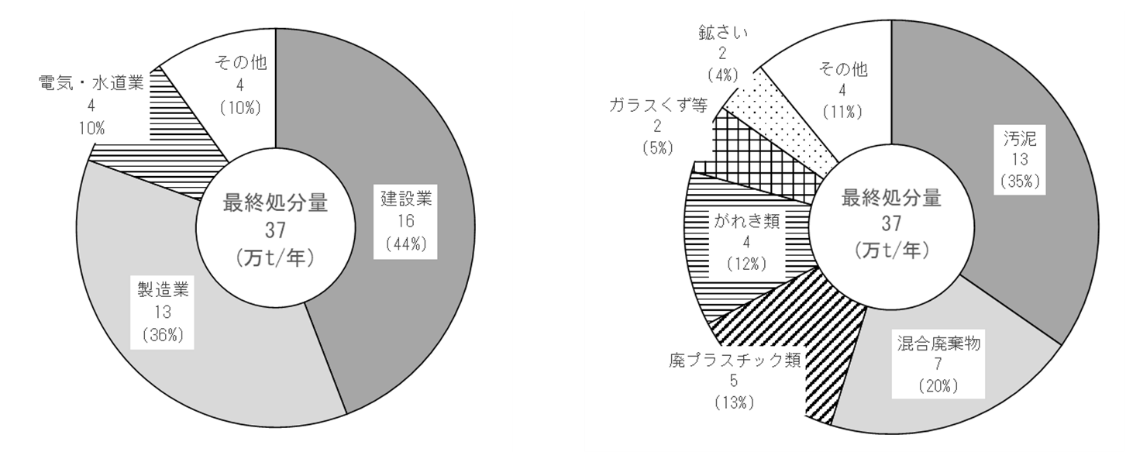 その他
4
(10%)
電気・水道業
4
10%
建設業
16
(44%)
最終処分量
37
(万t/年)
製造業
13
(36%)
鉱さい
2
(4%)
その他
4
(11%)
ガラスくず等
2
(5%)
汚泥
13
(35%)
最終処分量
37
(万t/年)
がれき類
4
(12%)
混合廃棄物
7
(20%)
廃プラスチック類
5
(13%)